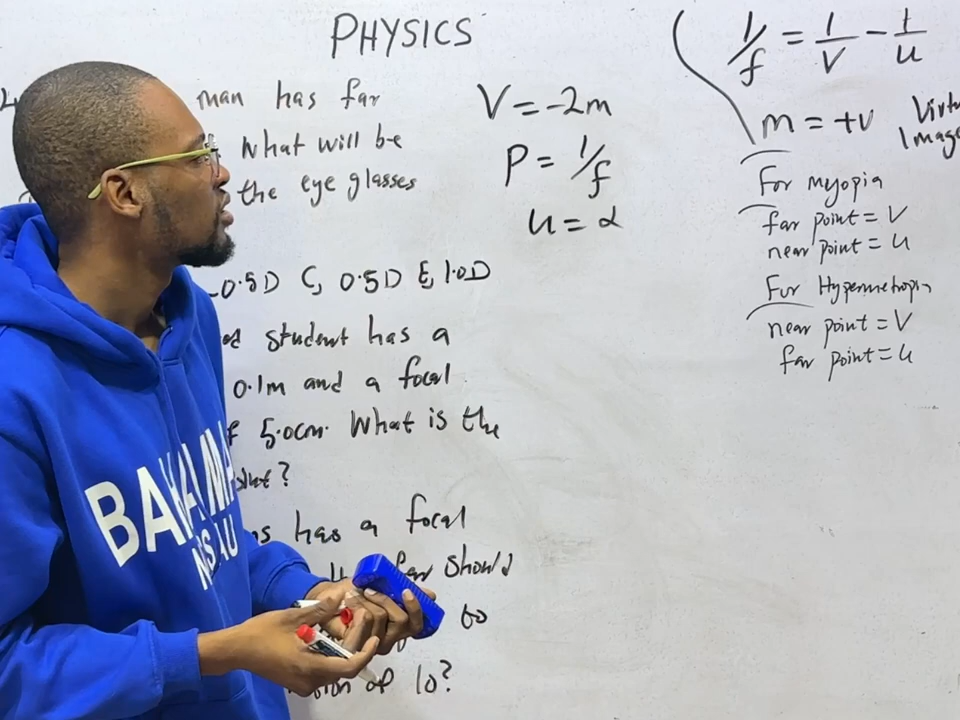 PHYSICS
man has far
What will be
the eye glasses
-0.5D C, 0.5D E, 1.0D
student has a
0.1m and a focal
5.0cm. What is the
has a focal
far should
to
of 10?
V = -2m
P = 1/f
u = α
1/f = 1/v - 1/u
m = +v
For myopia
far point = V
near point = u
For Hypermetropia
near point = V
far point = u
BAHAMA